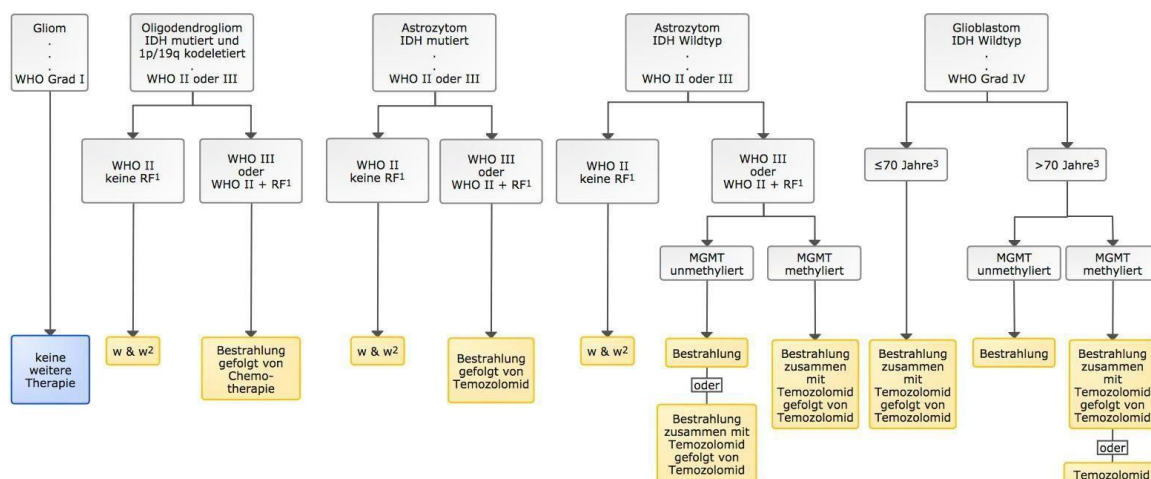 Gliom
.
.
.
WHO Grad I
Oligodendrogliom
IDH mutiert und
1p/19q kodeletiert
.
WHO II oder III
Astrozytom
IDH mutiert
.
.
WHO II oder III
Astrozytom
IDH Wildtyp
.
.
WHO II oder III
Glioblastom
IDH Wildtyp
.
.
WHO Grad IV
WHO II
keine RF¹
WHO III
oder
WHO II + RF¹
WHO II
keine RF¹
WHO III
oder
WHO II + RF¹
WHO II
keine RF¹
WHO III
oder
WHO II + RF¹
≤70 Jahre³
>70 Jahre³
MGMT
unmethyliert
MGMT
methyliert
MGMT
unmethyliert
MGMT
methyliert
keine
weitere
Therapie
w & w²
Bestrahlung
gefolgt von
Chemo-
therapie
w & w²
Bestrahlung
gefolgt von
Temozolomid
w & w²
Bestrahlung
oder
Bestrahlung
zusammen mit
Temozolomid
gefolgt von
Temozolomid
Bestrahlung
zusammen
mit
Temozolomid
gefolgt von
Temozolomid
Bestrahlung
zusammen
mit
Temozolomid
gefolgt von
Temozolomid
Bestrahlung
Bestrahlung
zusammen
mit
Temozolomid
gefolgt von
Temozolomid
oder
Temozolomid